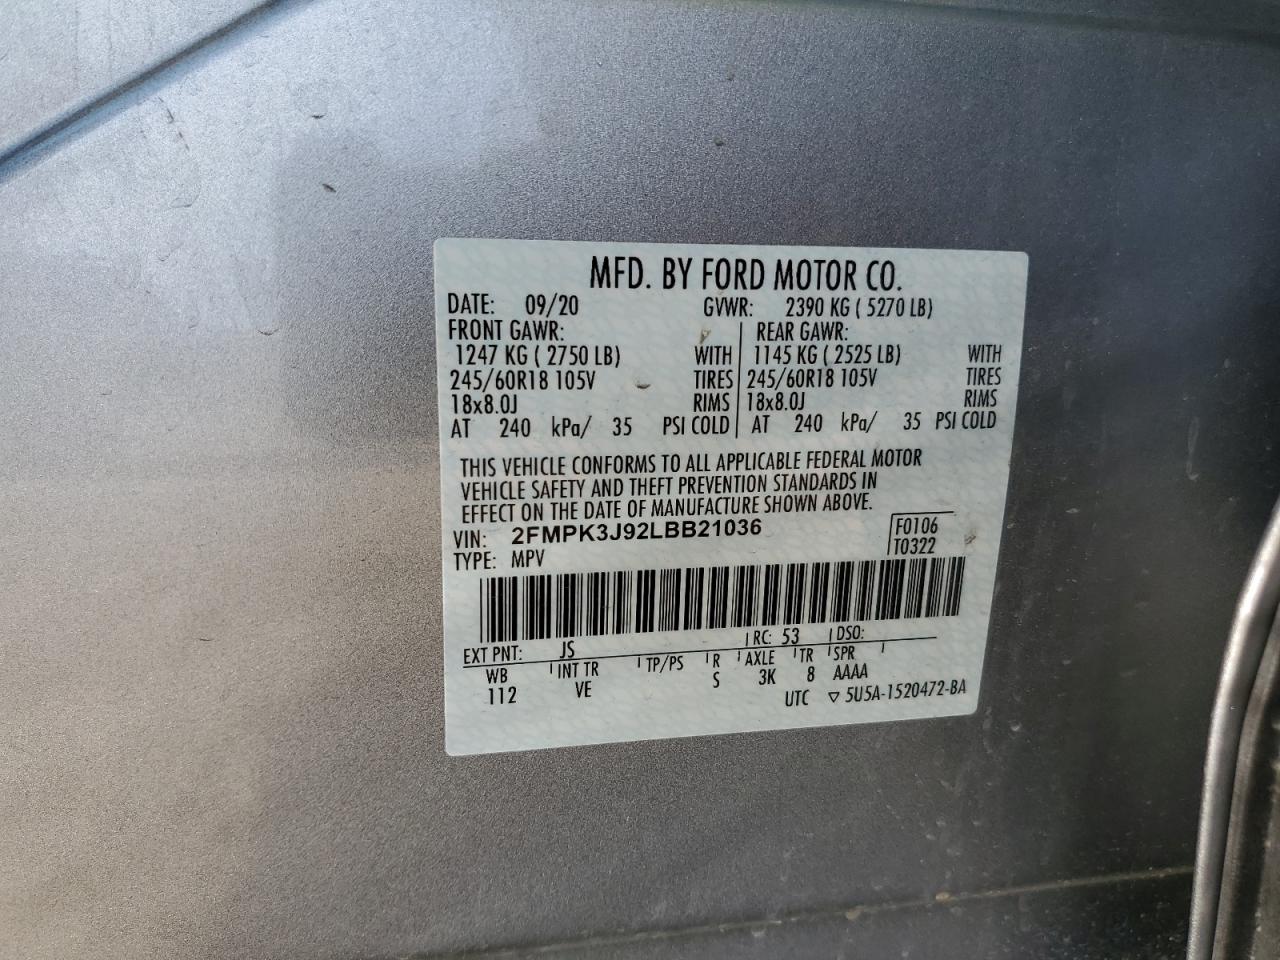 MFD. BY FORD MOTOR CO.
DATE: 09/20 GVWR: 2390 KG ( 5270 LB)
FRONT GAWR: REAR GAWR:
1247 KG ( 2750 LB) WITH 1145 KG ( 2525 LB) WITH
245/60R18 105V TIRES 245/60R18 105V TIRES
18x8.0J RIMS 18x8.0J RIMS
AT 240 kPa/ 35 PSI COLD AT 240 kPa/ 35 PSI COLD
THIS VEHICLE CONFORMS TO ALL APPLICABLE FEDERAL MOTOR
VEHICLE SAFETY AND THEFT PREVENTION STANDARDS IN
EFFECT ON THE DATE OF MANUFACTURE SHOWN ABOVE.
VIN: 2FMPK3J92LBB21036 F0106
TYPE: MPV T0322
EXT PNT: JS RC: 53 DSO:
WB INT TR TP/PS R AXLE TR SPR
112 VE S 3K 8 AAAA
UTC ▽ 5U5A-1520472-BA